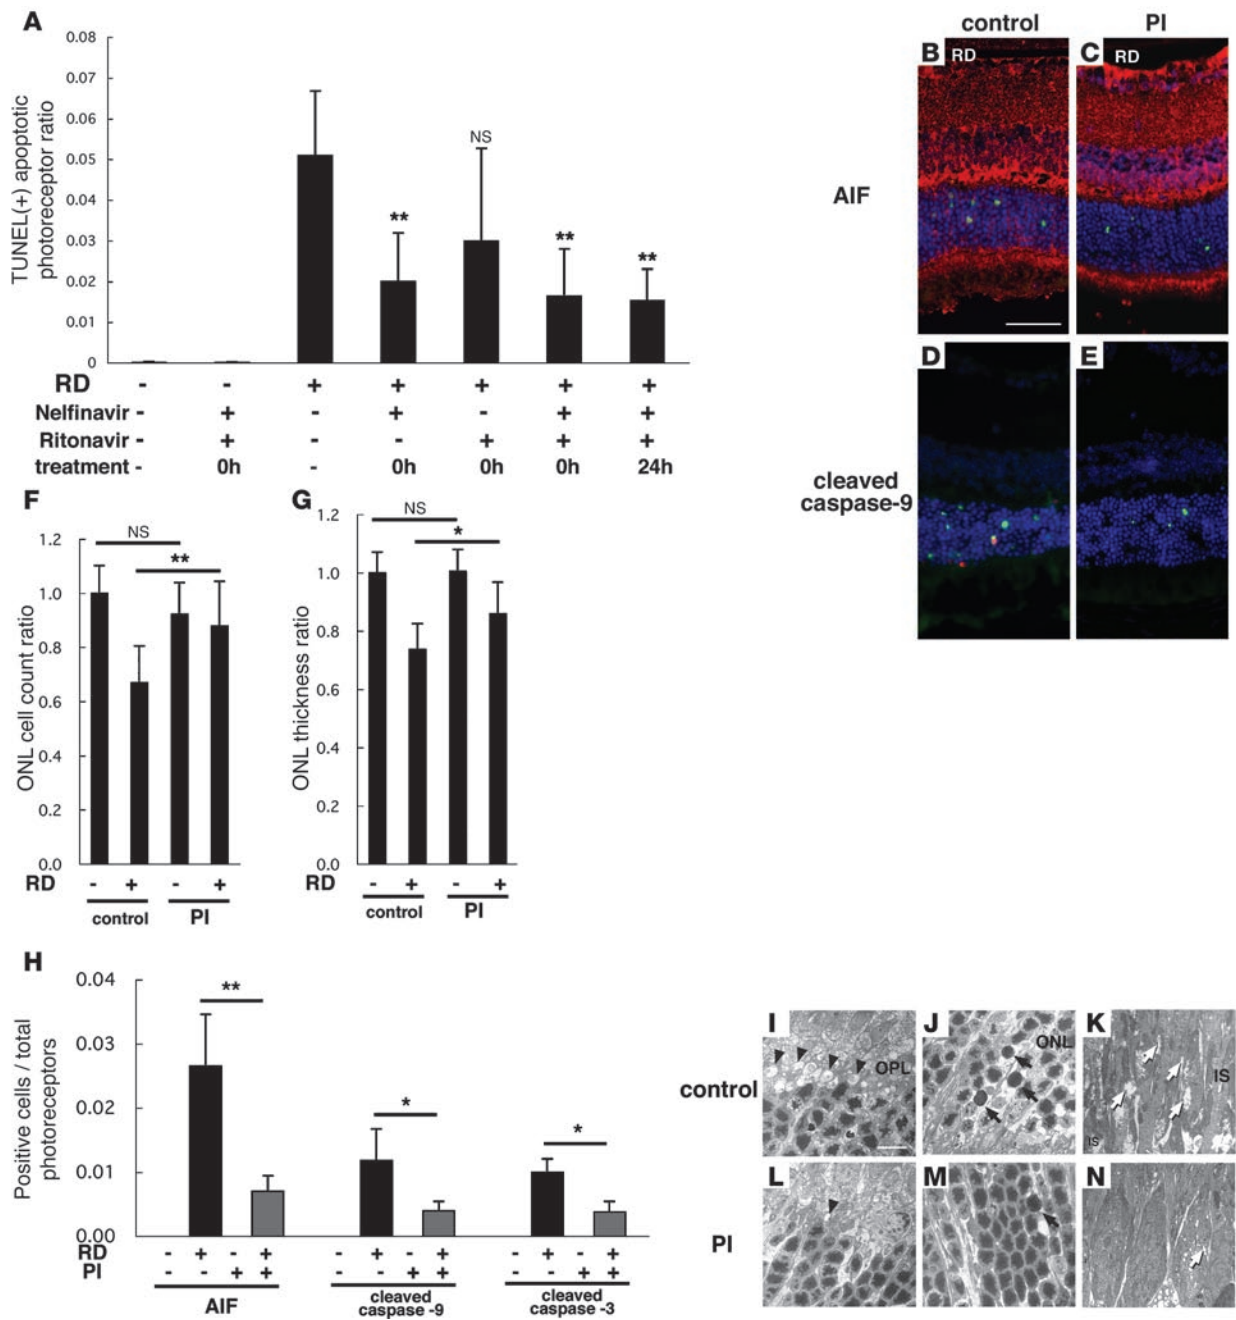 A
TUNEL(+) apoptotic
photoreceptor ratio
0.08
0.07
0.06
0.05
0.04
0.03
0.02
0.01
0
**
NS
**
**
RD - - + + + + +
Nelfinavir - + - + - + +
Ritonavir - + - - + + +
treatment - 0h - 0h 0h 0h 24h
control PI
B RD
C RD
AIF
D
E
cleaved
caspase-9
F
ONL cell count ratio
1.2
1.0
0.8
0.6
0.4
0.2
0.0
NS
**
RD - + - +
control PI
G
ONL thickness ratio
1.2
1.0
0.8
0.6
0.4
0.2
0.0
NS
*
RD - + - +
control PI
H
Positive cells / total
photoreceptors
0.04
0.03
0.02
0.01
0.00
**
*
*
RD - + - + - + - + - + - +
PI - - + + - - + + - - + +
AIF
cleaved
caspase -9
cleaved
caspase -3
control
I OPL
J ONL
K IS
IS
PI
L
M
N